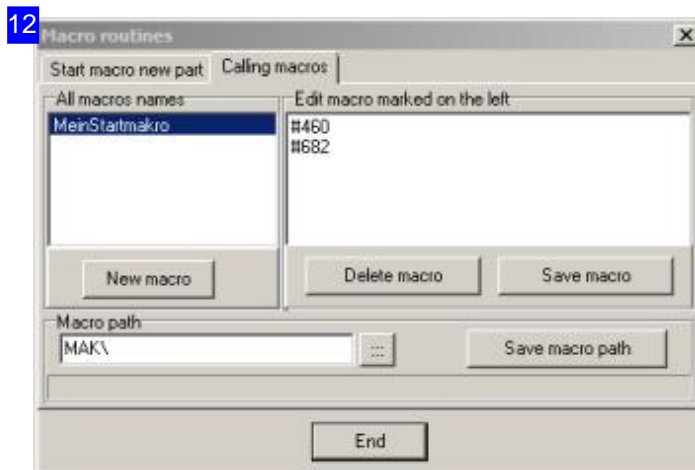 12
Macro routines
Start macro new part
Calling macros
All macros names
Edit macro marked on the left
MeinStartmakro
#460
#682
New macro
Delete macro
Save macro
Macro path
MAK\
...
Save macro path
End